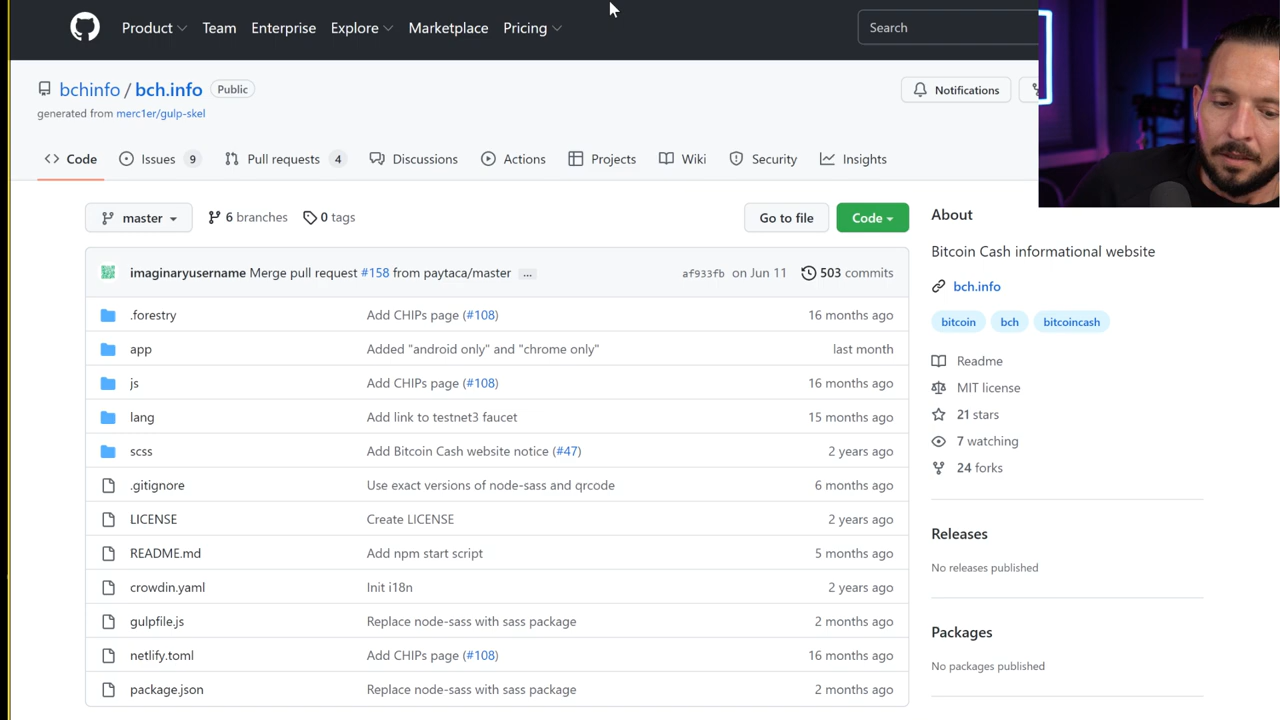 Product Team Enterprise Explore Marketplace Pricing Search
bchinfo / bch.info Public Notifications
generated from merc1er/gulp-skel
Code Issues 9 Pull requests 4 Discussions Actions Projects Wiki Security Insights
master 6 branches 0 tags Go to file Code
imaginaryusername Merge pull request #158 from paytaca/master ... af933fb on Jun 11 503 commits
.forestry Add CHIPs page (#108) 16 months ago
app Added "android only" and "chrome only" last month
js Add CHIPs page (#108) 16 months ago
lang Add link to testnet3 faucet 15 months ago
scss Add Bitcoin Cash website notice (#47) 2 years ago
.gitignore Use exact versions of node-sass and qrcode 6 months ago
LICENSE Create LICENSE 2 years ago
README.md Add npm start script 5 months ago
crowdin.yaml Init i18n 2 years ago
gulpfile.js Replace node-sass with sass package 2 months ago
netlify.toml Add CHIPs page (#108) 16 months ago
package.json Replace node-sass with sass package 2 months ago
About
Bitcoin Cash informational website
bch.info
bitcoin bch bitcoincash
Readme
MIT license
21 stars
7 watching
24 forks
Releases
No releases published
Packages
No packages published